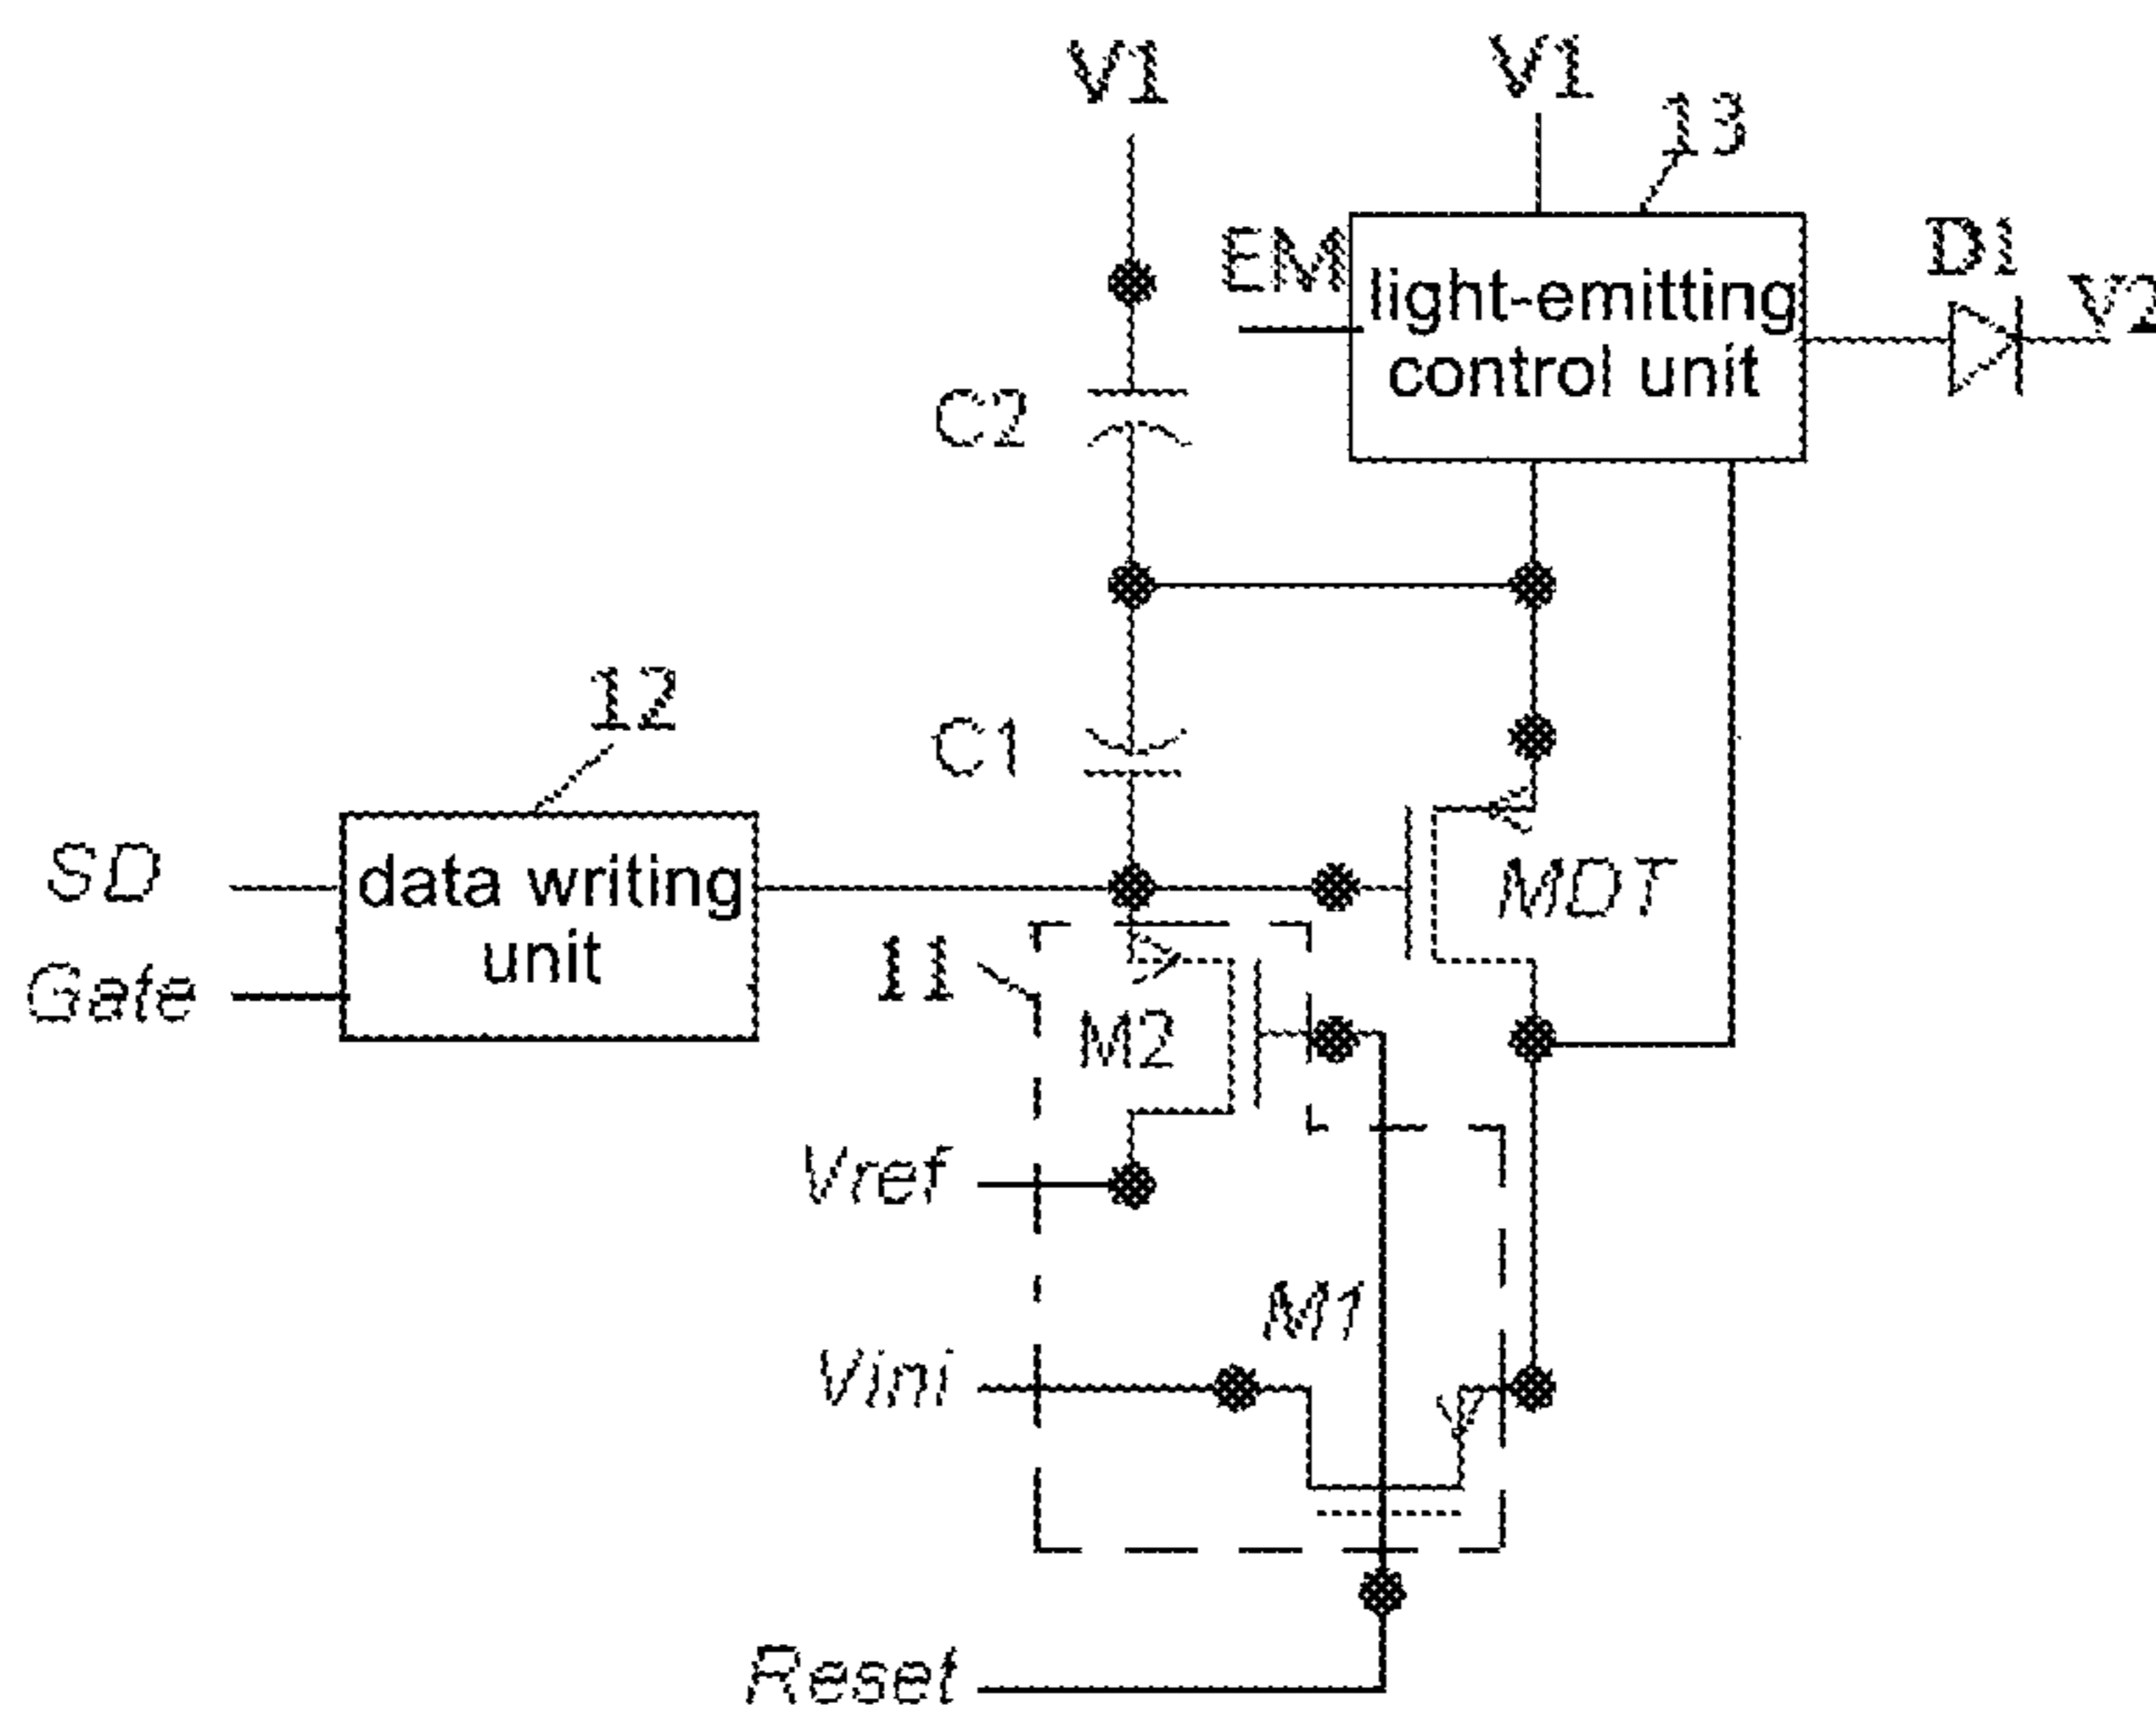 V1
V1
13
EM
light-emitting
control unit
D1
V2
C2
12
C1
SD
data writing
unit
MDT
Gate
11
M2
Vref
M1
Vini
Reset